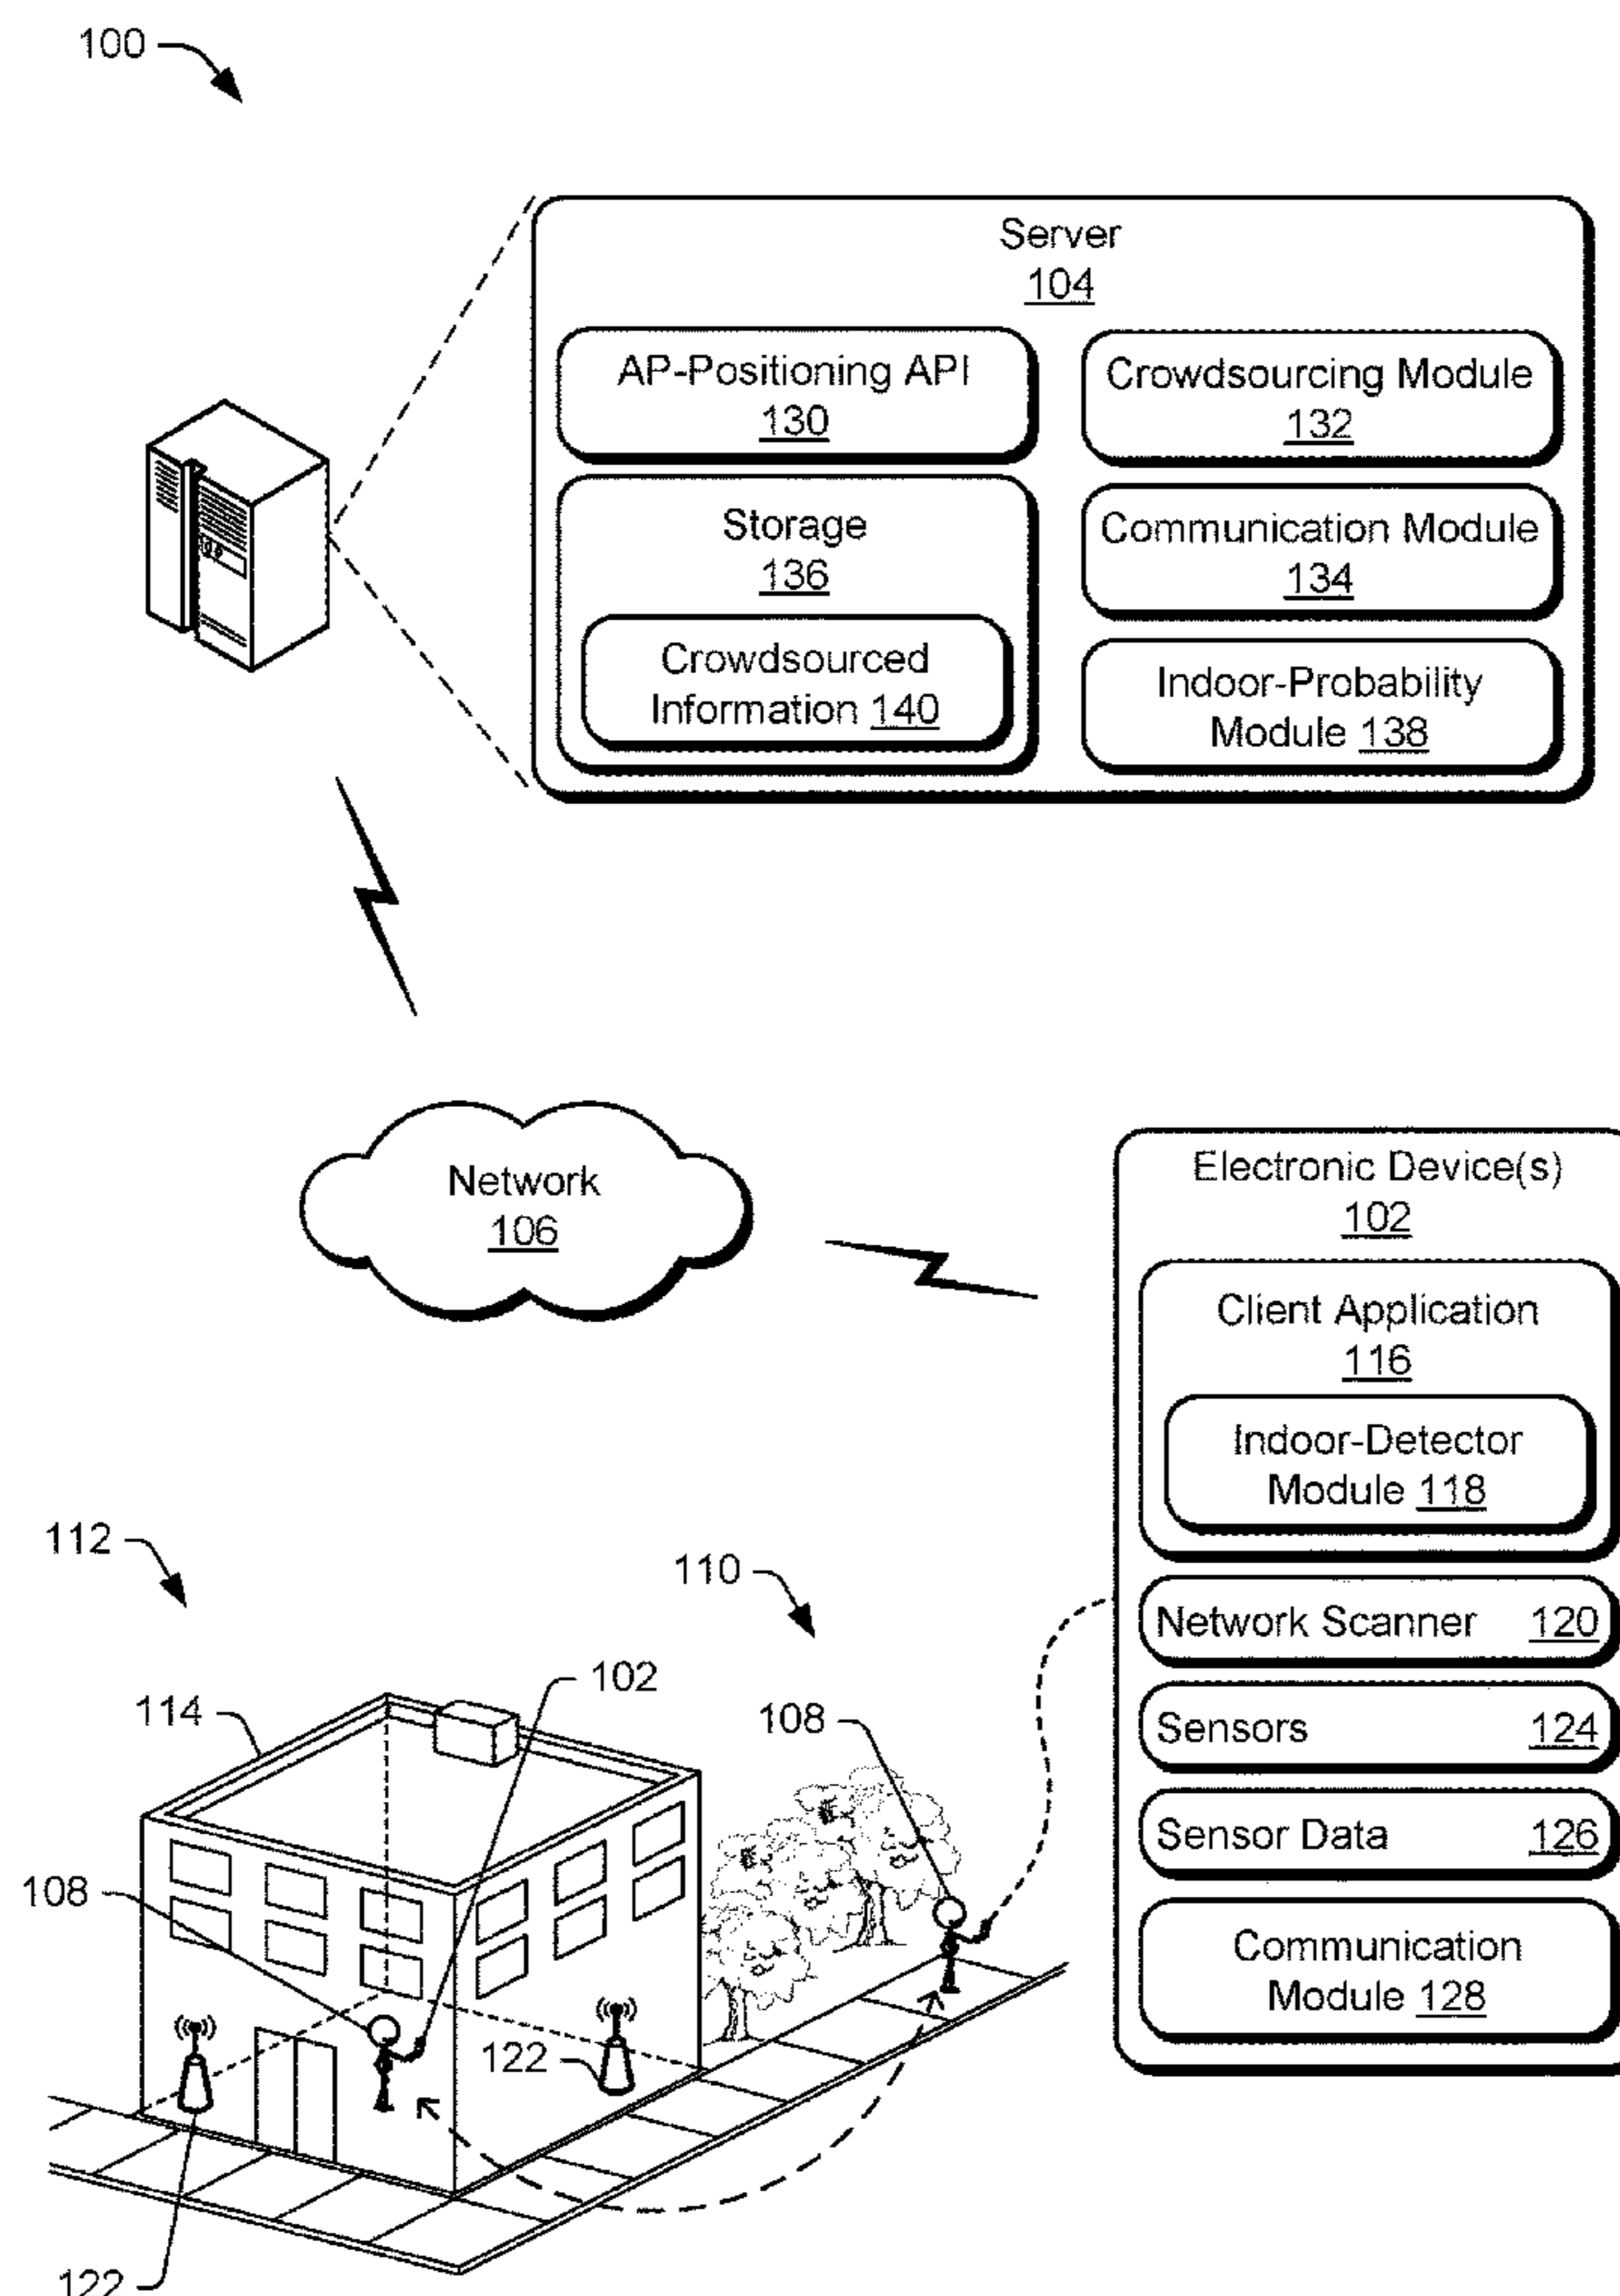 100
Server
104
AP-Positioning API
130
Crowdsourcing Module
132
Storage
136
Communication Module
134
Crowdsourced
Information 140
Indoor-Probability
Module 138
Network
106
Electronic Device(s)
102
Client Application
116
Indoor-Detector
Module 118
Network Scanner 120
Sensors 124
Sensor Data 126
Communication
Module 128
112
110
102
114
108
108
122
122